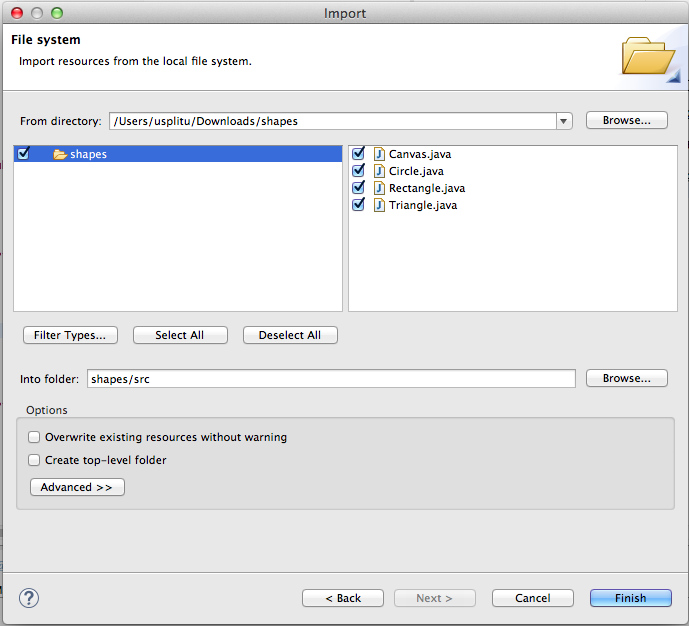 Import
File system
Import resources from the local file system.
From directory: /Users/usplitu/Downloads/shapes Browse...
shapes
Canvas.java
Circle.java
Rectangle.java
Triangle.java
Filter Types... Select All Deselect All
Into folder: shapes/src Browse...
Options
Overwrite existing resources without warning
Create top-level folder
Advanced >>
? < Back Next > Cancel Finish